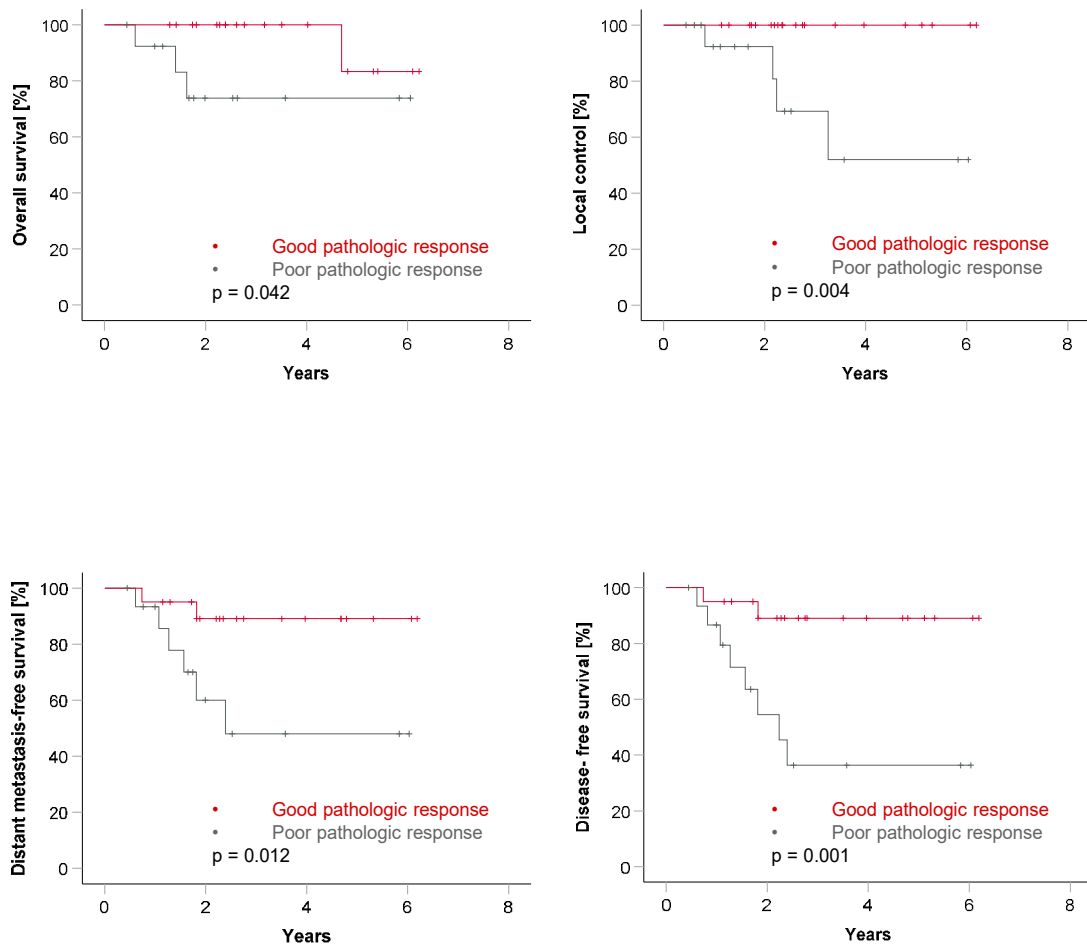 Overall survival [%]
100
80
60
40
20
0
Good pathologic response
Poor pathologic response
p = 0.042
0 2 4 6 8
Years
Local control [%]
100
80
60
40
20
0
Good pathologic response
Poor pathologic response
p = 0.004
0 2 4 6 8
Years
Distant metastasis-free survival [%]
100
80
60
40
20
0
Good pathologic response
Poor pathologic response
p = 0.012
0 2 4 6 8
Years
Disease- free survival [%]
100
80
60
40
20
0
Good pathologic response
Poor pathologic response
p = 0.001
0 2 4 6 8
Years